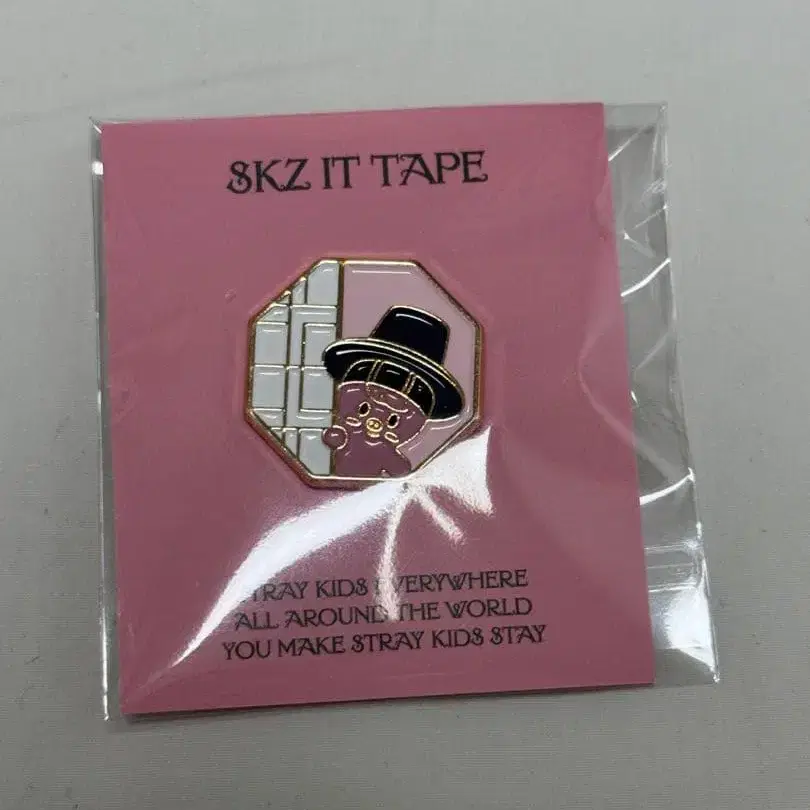 SKZ IT TAPE
STRAY KIDS EVERYWHERE
ALL AROUND THE WORLD
YOU MAKE STRAY KIDS STAY